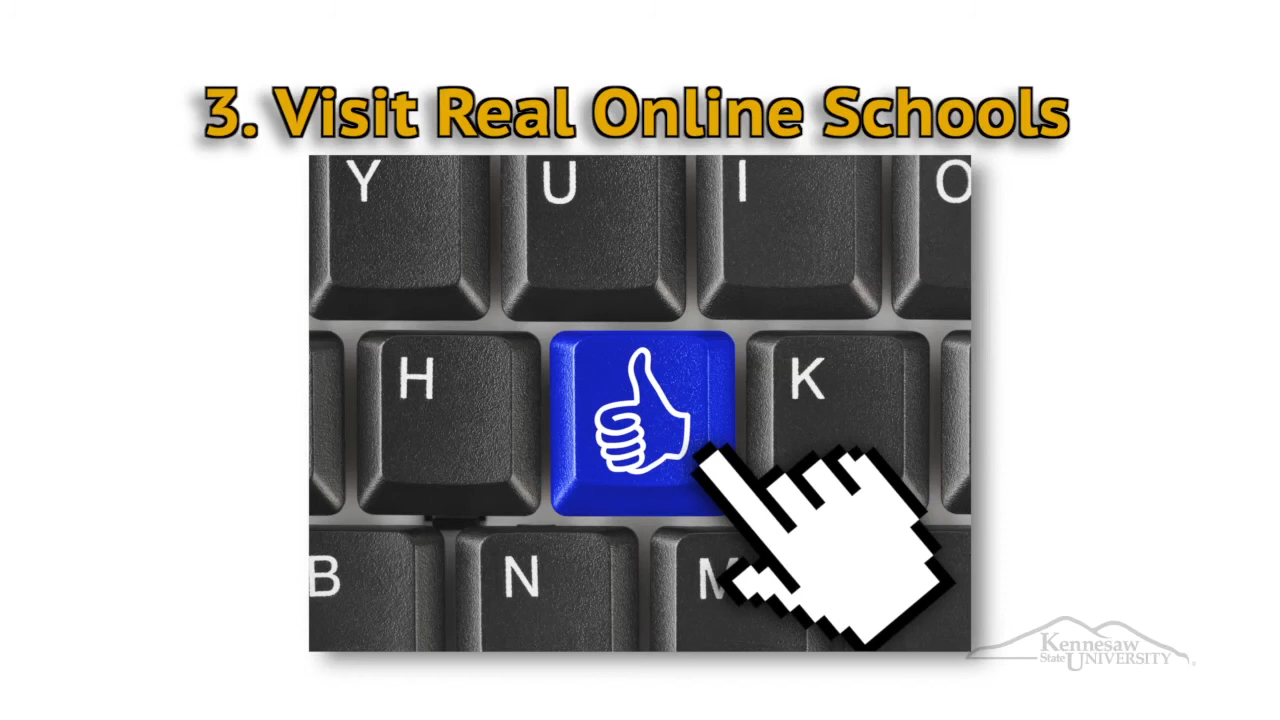 3. Visit Real Online Schools
Y U I O
H K
B N M
Kennesaw
State UNIVERSITY